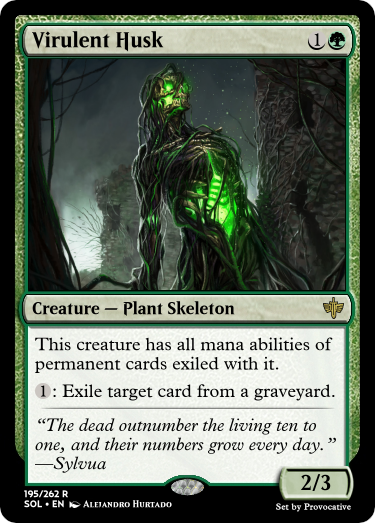 Virulent Husk 1
Creature — Plant Skeleton
This creature has all mana abilities of
permanent cards exiled with it.
1: Exile target card from a graveyard.
“The dead outnumber the living ten to
one, and their numbers grow every day.”
—Sylvua
2/3
195/262 R
SOL • EN Alejandro Hurtado
Set by Provocative